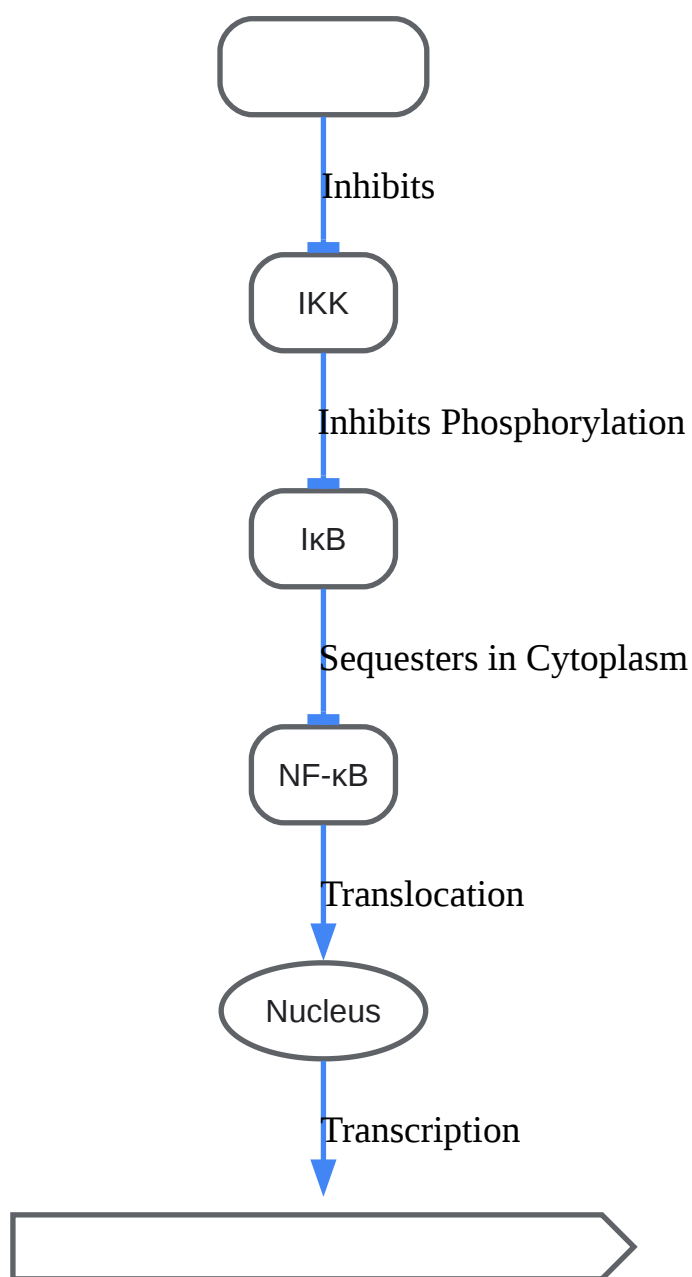 Inhibits
IKK
Inhibits Phosphorylation
IκB
Sequesters in Cytoplasm
NF-κB
Translocation
Nucleus
Transcription